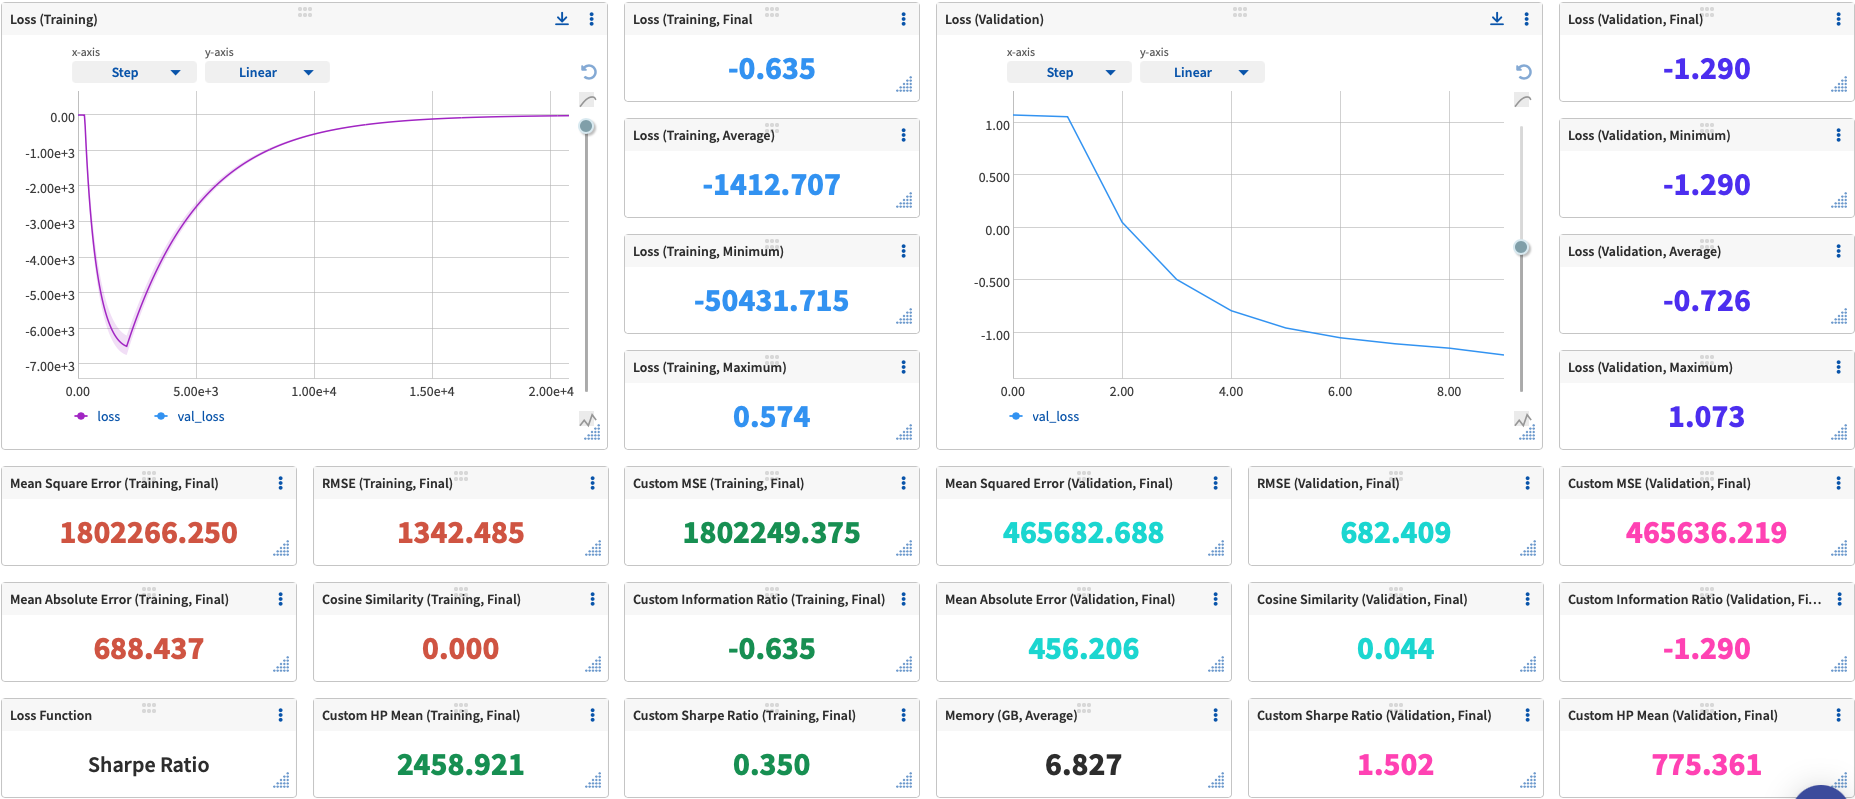 Loss (Training)
x-axis
y-axis
Step
Linear
0.00
-1.00e+3
-2.00e+3
-3.00e+3
-4.00e+3
-5.00e+3
-6.00e+3
-7.00e+3
0.00
5.00e+3
1.00e+4
1.50e+4
2.00e+4
loss
val_loss
Loss (Training, Final
-0.635
Loss (Training, Average)
-1412.707
Loss (Training, Minimum)
-50431.715
Loss (Training, Maximum)
0.574
Loss (Validation)
x-axis
y-axis
Step
Linear
1.00
0.500
0.00
-0.500
-1.00
0.00
2.00
4.00
6.00
8.00
val_loss
Loss (Validation, Final)
-1.290
Loss (Validation, Minimum)
-1.290
Loss (Validation, Average)
-0.726
Loss (Validation, Maximum)
1.073
Mean Square Error (Training, Final)
1802266.250
RMSE (Training, Final)
1342.485
Custom MSE (Training, Final)
1802249.375
Mean Squared Error (Validation, Final)
465682.688
RMSE (Validation, Final)
682.409
Custom MSE (Validation, Final)
465636.219
Mean Absolute Error (Training, Final)
688.437
Cosine Similarity (Training, Final)
0.000
Custom Information Ratio (Training, Final)
-0.635
Mean Absolute Error (Validation, Final)
456.206
Cosine Similarity (Validation, Final)
0.044
Custom Information Ratio (Validation, Fi...
-1.290
Loss Function
Sharpe Ratio
Custom HP Mean (Training, Final)
2458.921
Custom Sharpe Ratio (Training, Final)
0.350
Memory (GB, Average)
6.827
Custom Sharpe Ratio (Validation, Final)
1.502
Custom HP Mean (Validation, Final)
775.361